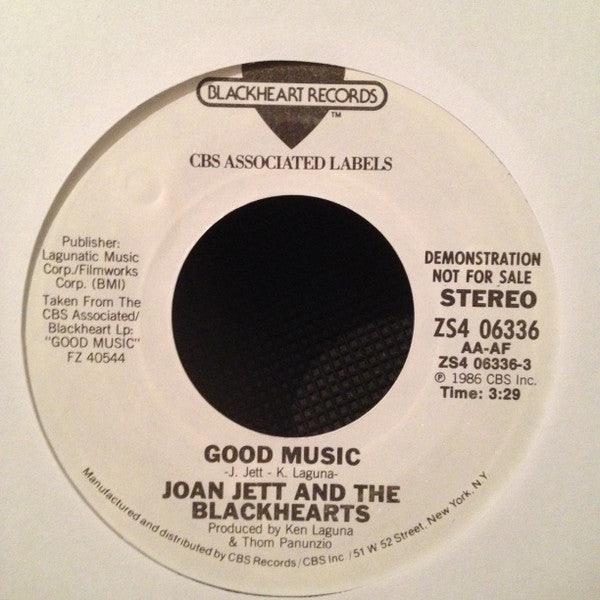 BLACKHEART RECORDS
TM
CBS ASSOCIATED LABELS
Publisher:
Lagunatic Music
Corp./Filmworks
Corp. (BMI)
Taken From The
CBS Associated/
Blackheart Lp:
"GOOD MUSIC"
FZ 40544
DEMONSTRATION
NOT FOR SALE
STEREO
ZS4 06336
AA-AF
ZS4 06336-3
℗ 1986 CBS Inc.
Time: 3:29
GOOD MUSIC
-J. Jett - K. Laguna-
JOAN JETT AND THE
BLACKHEARTS
Produced by Ken Laguna
& Thom Panunzio
Manufactured and distributed by CBS Records / CBS Inc. / 51 W 52 Street, New York, N Y